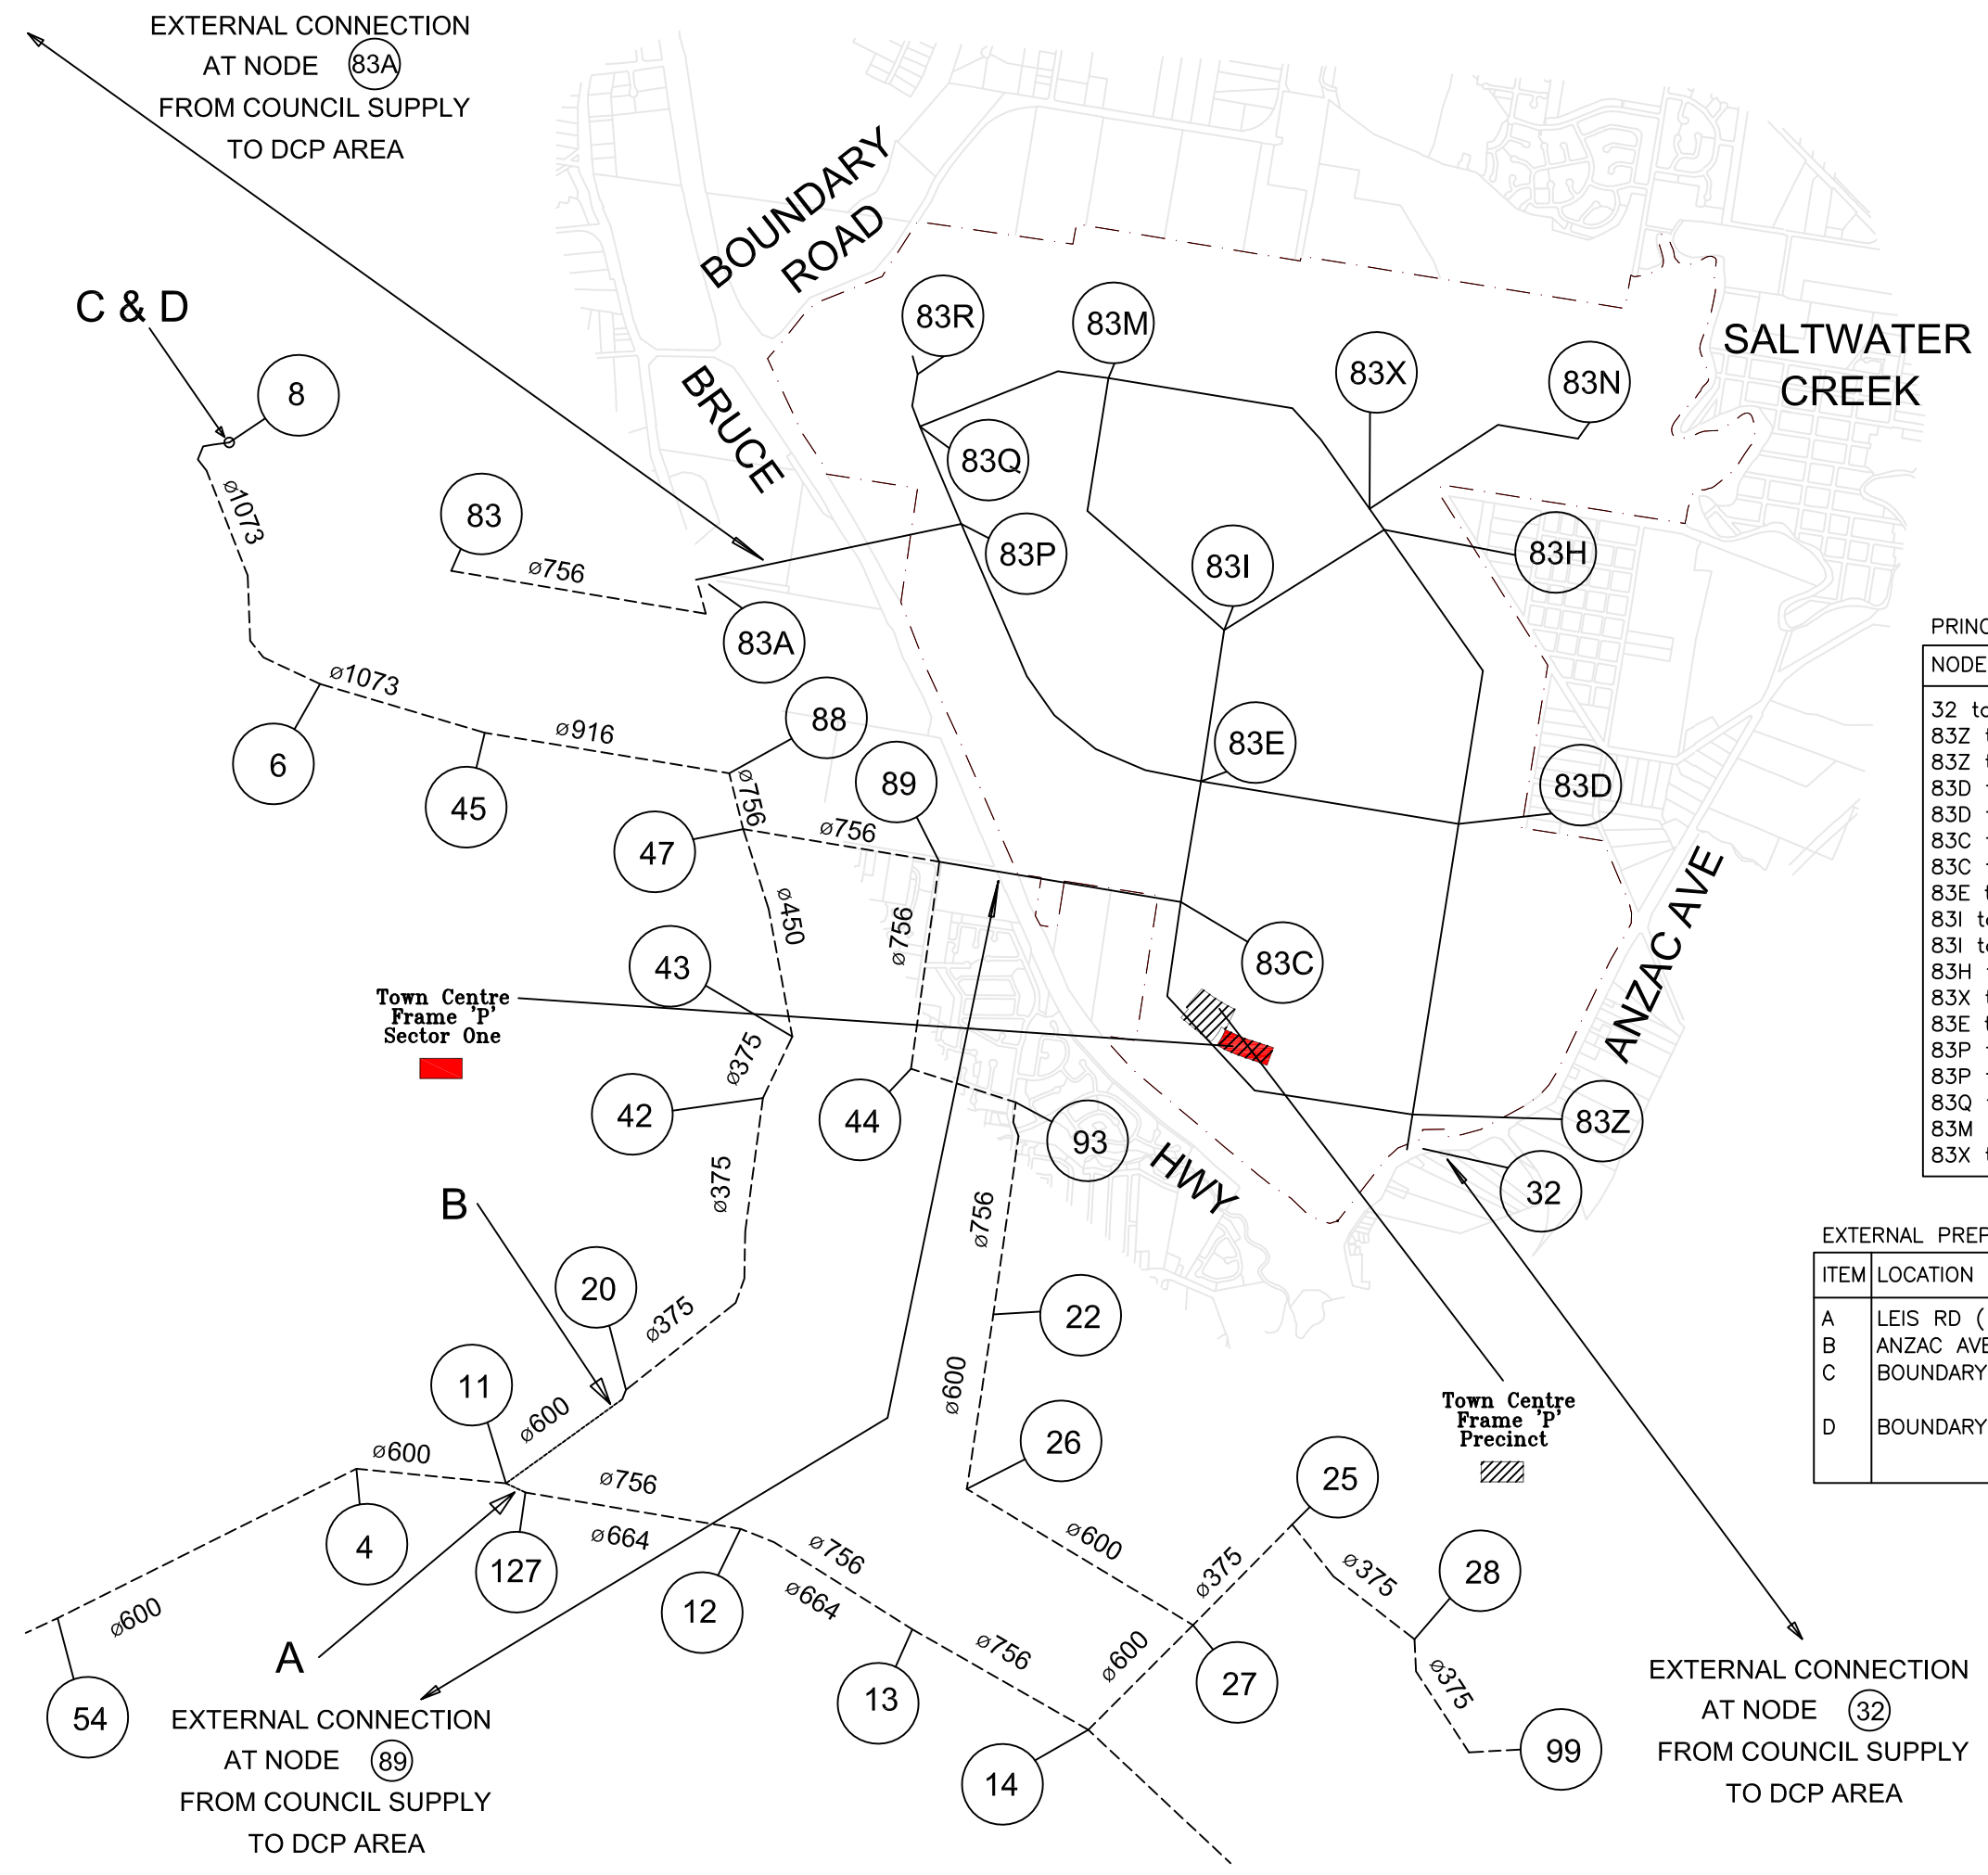 EXTERNAL CONNECTION
AT NODE 83A
FROM COUNCIL SUPPLY
TO DCP AREA
BOUNDARY
ROAD
C & D
8
83R
83M
83X
83N
SALTWATER
CREEK
BRUCE
83Q
ø1073
83
ø756
83P
83I
83H
83A
ø1073
6
ø916
88
45
ø756
89
83E
83D
47
ø756
ø450
ø756
43
83C
ANZAC AVE
Town Centre
Frame 'P'
Sector One
ø375
42
44
93
83Z
ø375
HWY
32
B
ø756
20
22
ø375
11
ø600
ø600
26
Town Centre
Frame 'P'
Precinct
ø600
ø756
25
4
127
ø664
ø756
ø600
ø375
ø375
28
ø600
12
ø664
A
13
ø756
ø600
27
ø375
54
14
99
EXTERNAL CONNECTION
AT NODE 89
FROM COUNCIL SUPPLY
TO DCP AREA
EXTERNAL CONNECTION
AT NODE 32
FROM COUNCIL SUPPLY
TO DCP AREA
NODE
32
83Z
83Z
83D
83D
83C
83C
83E
83I
83I
83H
83X
83E
83P
83P
83Q
83M
83X
EXTERNAL
ITEM LOCATION
A LEIS RD (
B ANZAC
C BOUNDARY
D BOUNDARY